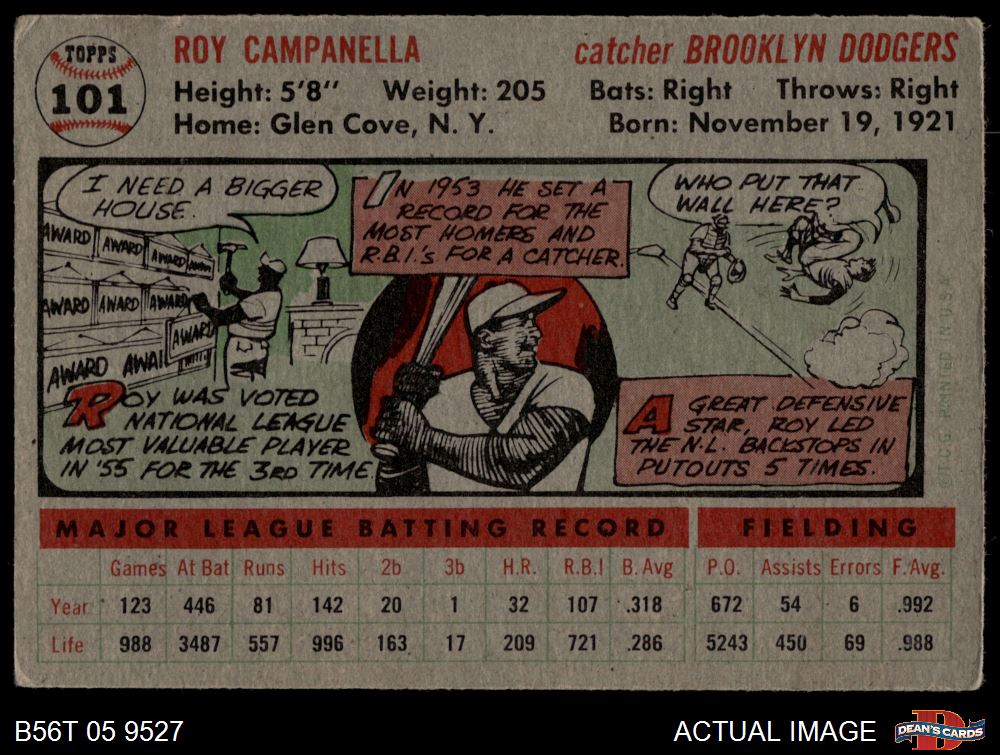 TOPPS
101
ROY CAMPANELLA
catcher BROOKLYN DODGERS
Height: 5'8" Weight: 205 Bats: Right Throws: Right
Home: Glen Cove, N. Y. Born: November 19, 1921
I NEED A BIGGER
HOUSE.
AWARD AWARD AWARD AWARD
AWARD AWARD AWARD
AWARD
AWARD AWAR
ROY WAS VOTED
NATIONAL LEAGUE
MOST VALUABLE PLAYER
IN '55 FOR THE 3RD TIME.
IN 1953 HE SET A
RECORD FOR THE
MOST HOMERS AND
R.B.I.'s FOR A CATCHER.
WHO PUT THAT
WALL HERE?
A GREAT DEFENSIVE
STAR, ROY LED
THE N.L. BACKSTOPS IN
PUTOUTS 5 TIMES.
©T.C.G. PRINTED IN U.S.A.
MAJOR LEAGUE BATTING RECORD FIELDING
Games At Bat Runs Hits 2b 3b H.R. R.B.I B. Avg P.O. Assists Errors F. Avg.
Year 123 446 81 142 20 1 32 107 .318 672 54 6 .992
Life 988 3487 557 996 163 17 209 721 .286 5243 450 69 .988
B56T 05 9527
ACTUAL IMAGE
D
DEAN'S CARDS